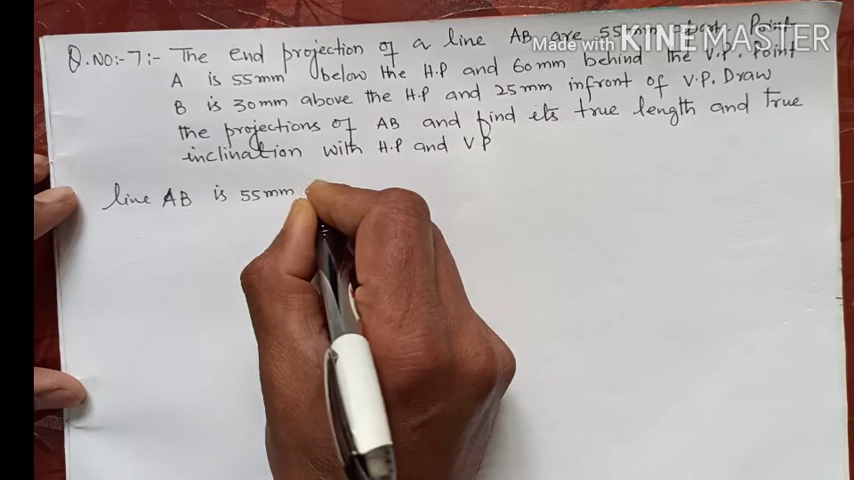 Q.NO:-7:- The end projection of a line AB are 55mm apart. Point
Made with KINEMASTER
A is 55mm below the H.P and 60mm behind the V.P. Point
B is 30mm above the H.P and 25mm infront of V.P. Draw
the projections of AB and find its true length and true
inclination with H.P and V.P
line AB is 55mm